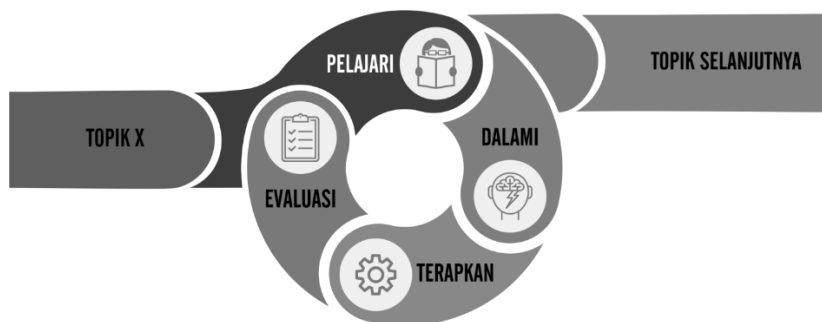 TOPIK X
PELAJARI
DALAMI
TERAPKAN
EVALUASI
TOPIK SELANJUTNYA